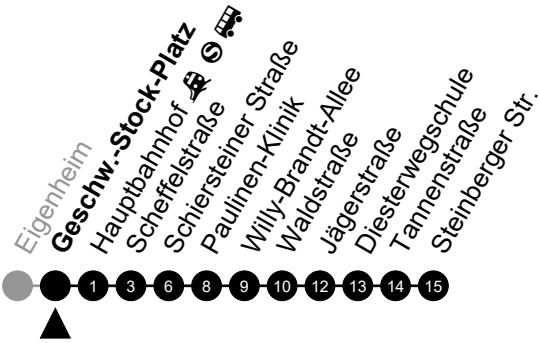 Eigenheim
Geschw.-Stock-Platz
Hauptbahnhof S
Scheffelstraße
Schiersteiner Straße
Paulinen-Klinik
Willy-Brandt-Allee
Waldstraße
Jägerstraße
Diesterwegschule
Tannenstraße
Steinberger Str.
1 3 6 8 9 10 12 13 14 15